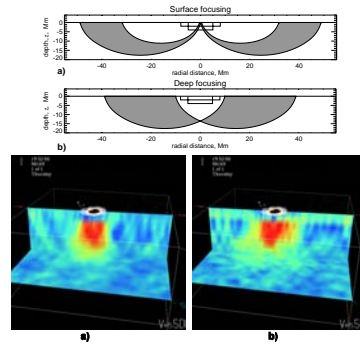 Surface focusing
depth, z, Mm
0
-5
-10
-15
-20
-40
-20
0
20
40
a)
radial distance, Mm
Deep focusing
depth, z, Mm
0
-5
-10
-15
-20
-40
-20
0
20
40
b)
radial distance, Mm
a)
b)